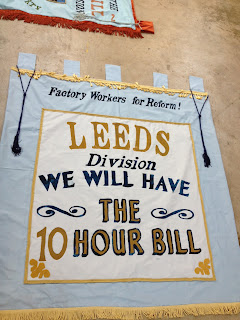 Factory Workers for Reform!
LEEDS
Division
WE WILL HAVE
THE
10 HOUR BILL